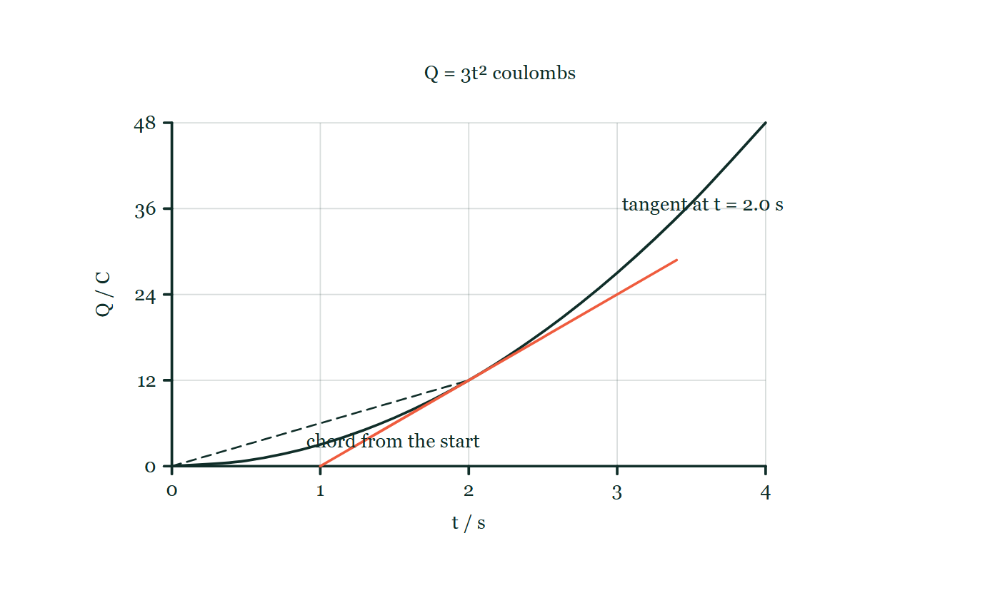 Q = 3t² coulombs
48
36
24
12
0
Q / C
tangent at t = 2.0 s
chord from the start
0
1
2
3
4
t / s